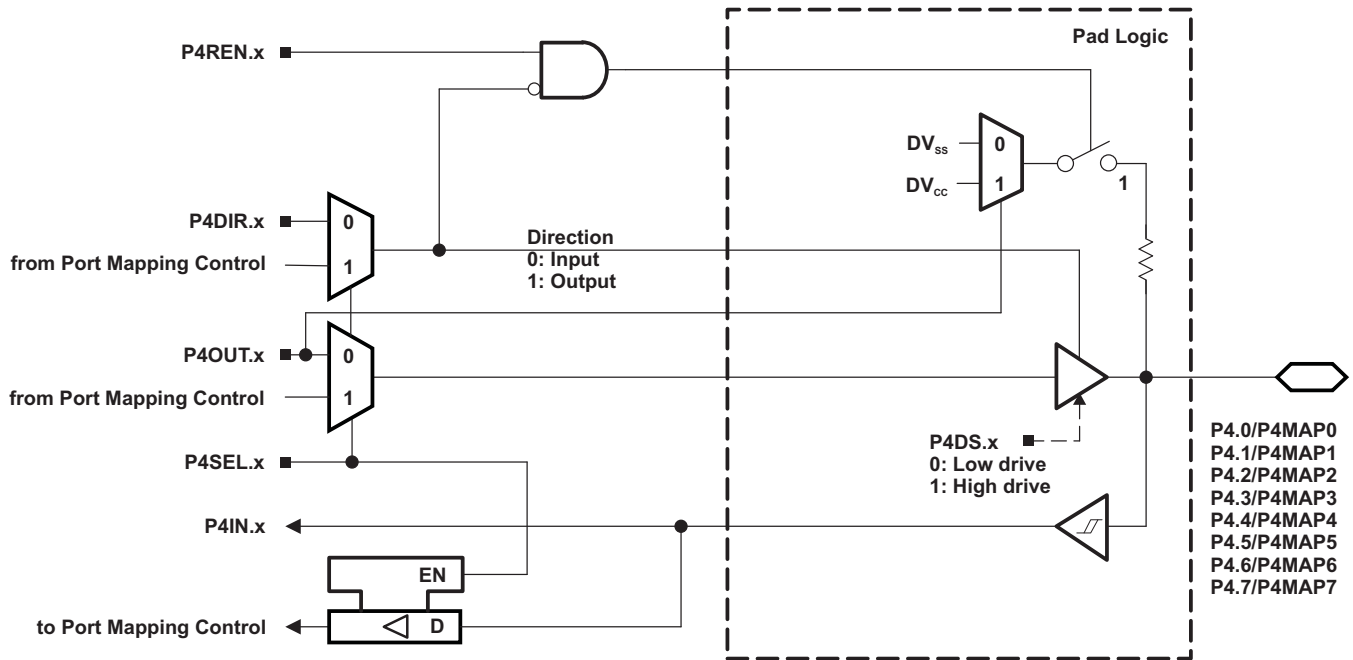 Pad Logic
P4REN.x
DVss
0
DVcc
1
1
P4DIR.x
0
from Port Mapping Control
1
Direction
0: Input
1: Output
P4OUT.x
0
from Port Mapping Control
1
P4DS.x
0: Low drive
1: High drive
P4SEL.x
P4IN.x
EN
D
to Port Mapping Control
P4.0/P4MAP0
P4.1/P4MAP1
P4.2/P4MAP2
P4.3/P4MAP3
P4.4/P4MAP4
P4.5/P4MAP5
P4.6/P4MAP6
P4.7/P4MAP7